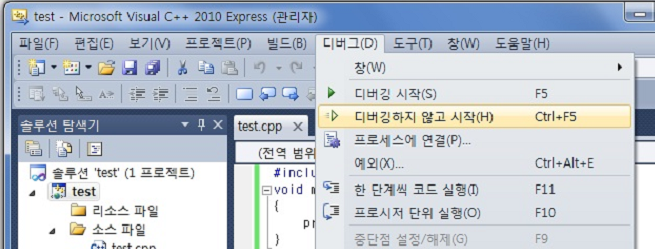 test - Microsoft Visual C++ 2010 Express (관리자)
파일(F) 편집(E) 보기(V) 프로젝트(P) 빌드(B) 디버그(D) 도구(T) 창(W) 도움말(H)
창(W)
디버깅 시작(S) F5
솔루션 탐색기
test.cpp
디버깅하지 않고 시작(H) Ctrl+F5
프로세스에 연결(P)...
(전역 범위
예외(X)... Ctrl+Alt+E
솔루션 'test' (1 프로젝트)
#inclu
test
void m
한 단계씩 코드 실행(I) F11
리소스 파일
{
프로시저 단위 실행(O) F10
소스 파일
pr
test.cpp
}
중단점 설정/해제(G) F9